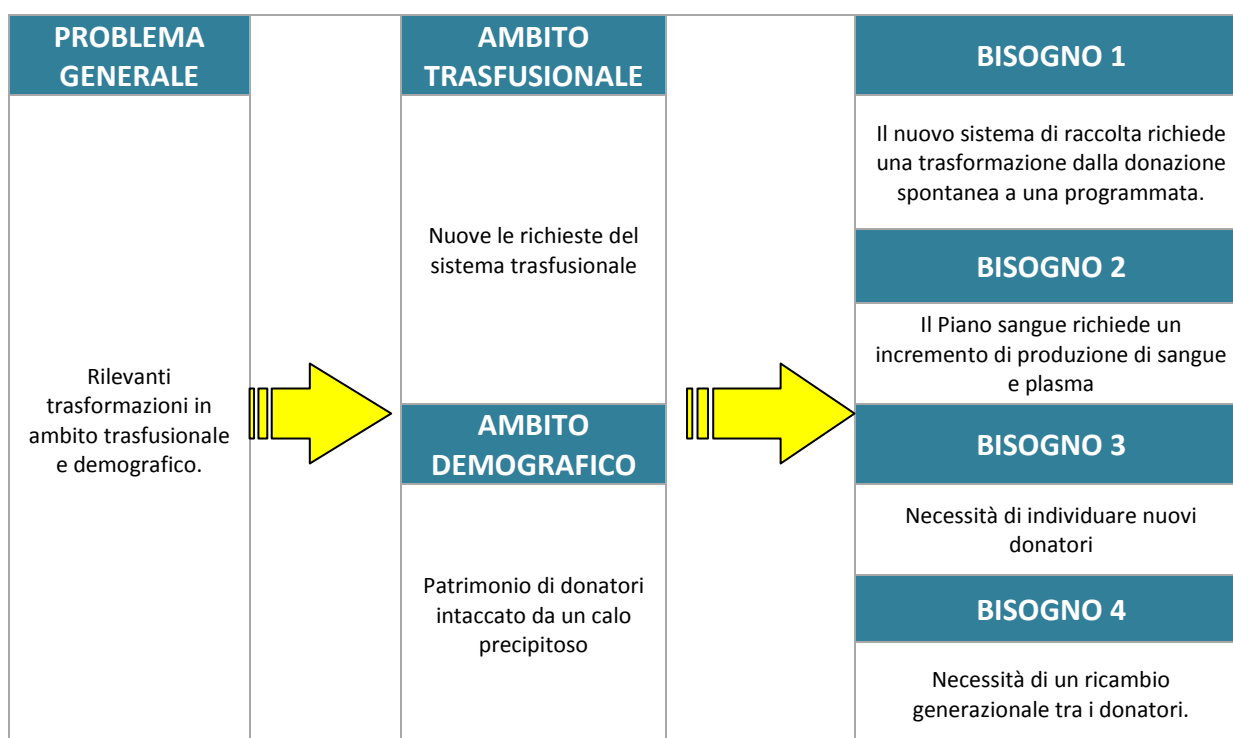 PROBLEMA
GENERALE
Rilevanti
trasformazioni in
ambito trasfusionale
e demografico.
AMBITO
TRASFUSIONALE
Nuove le richieste del
sistema trasfusionale
AMBITO
DEMOGRAFICO
Patrimonio di donatori
intaccato da un calo
precipitoso
BISOGNO 1
Il nuovo sistema di raccolta richiede
una trasformazione dalla donazione
spontanea a una programmata.
BISOGNO 2
Il Piano sangue richiede un
incremento di produzione di sangue
e plasma
BISOGNO 3
Necessità di individuare nuovi
donatori
BISOGNO 4
Necessità di un ricambio
generazionale tra i donatori.